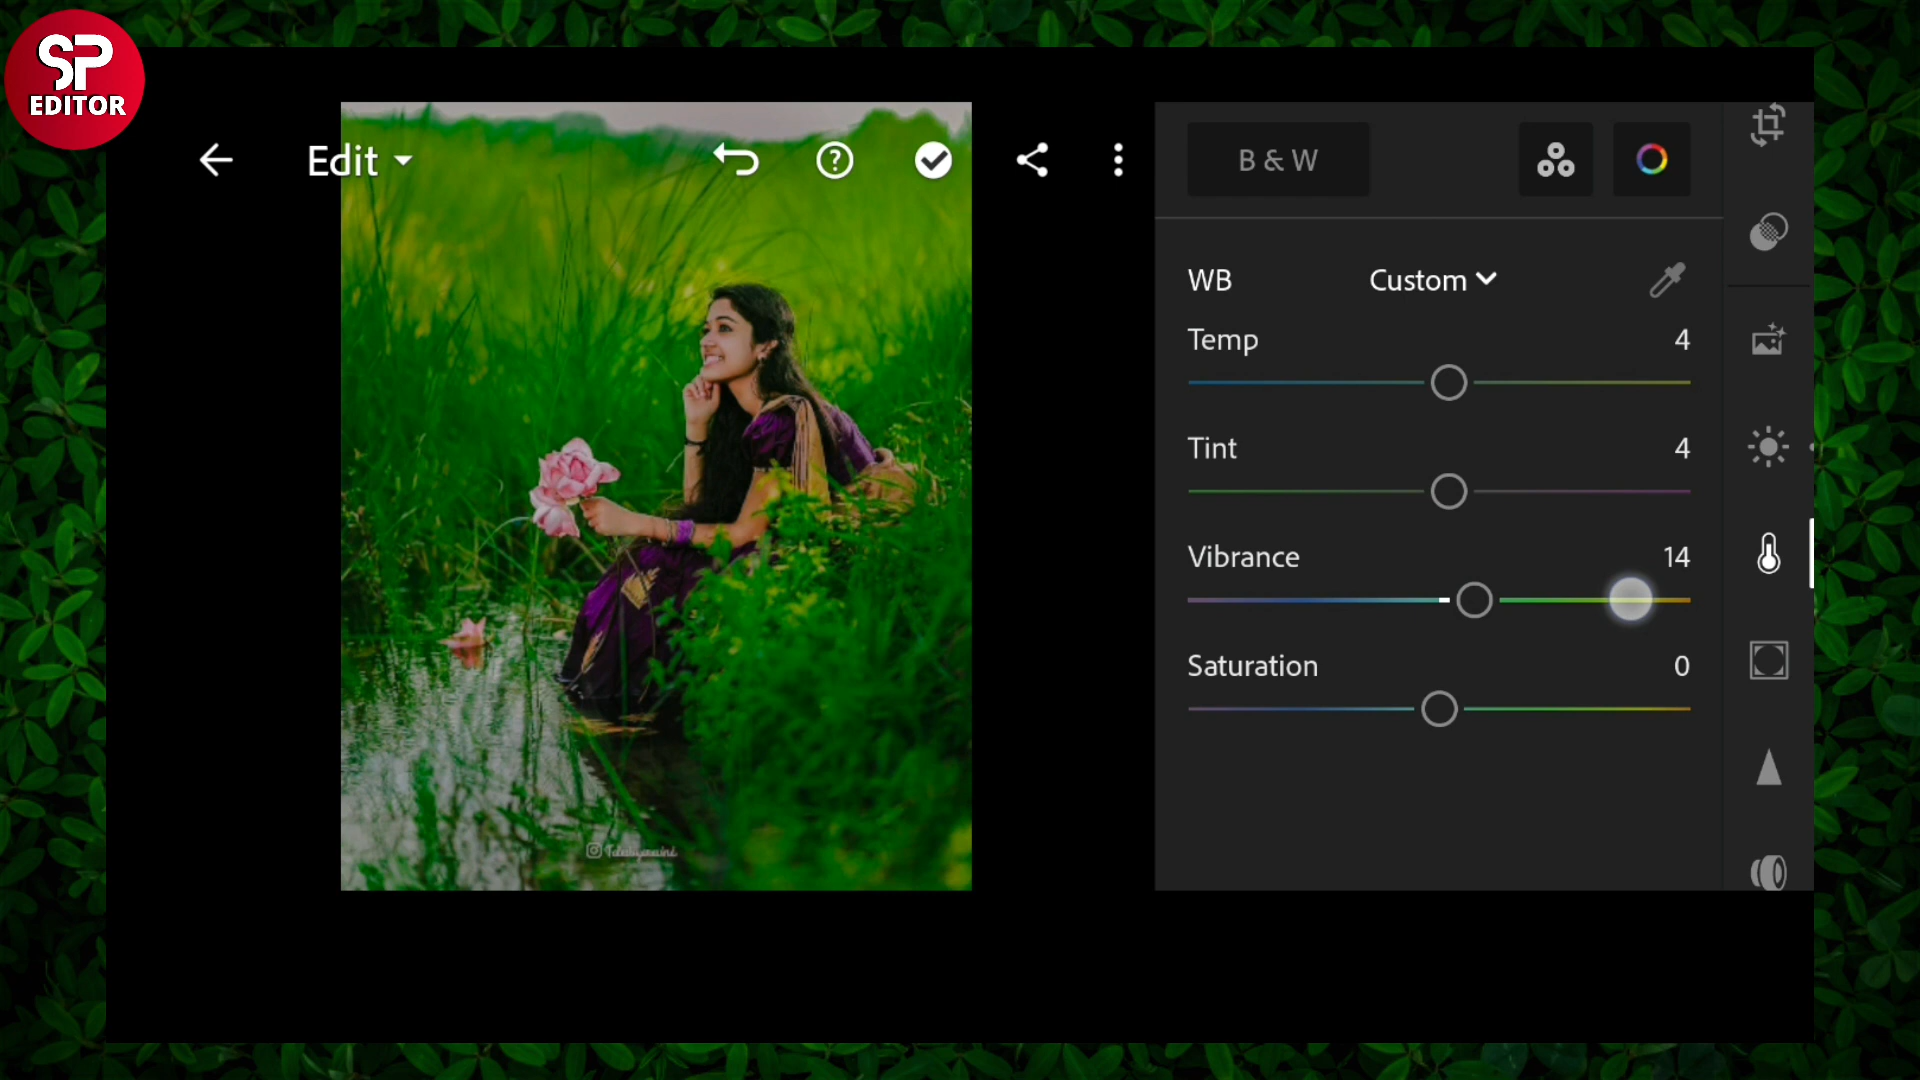 SP
EDITOR
Edit
B & W
WB Custom
Temp 4
Tint 4
Vibrance 14
Saturation 0